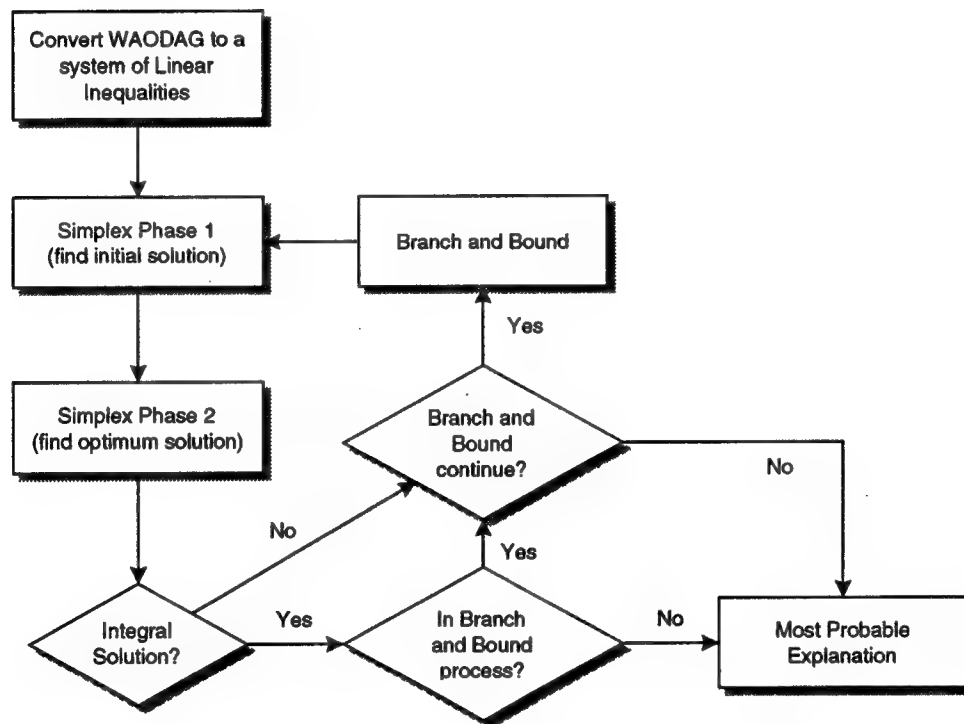 Convert WAODAG to a
system of Linear
Inequalities
Simplex Phase 1
(find initial solution)
Branch and Bound
Yes
Simplex Phase 2
(find optimum solution)
Branch and
Bound
continue?
No
No
Yes
Integral
Solution?
Yes
In Branch
and Bound
process?
No
Most Probable
Explanation